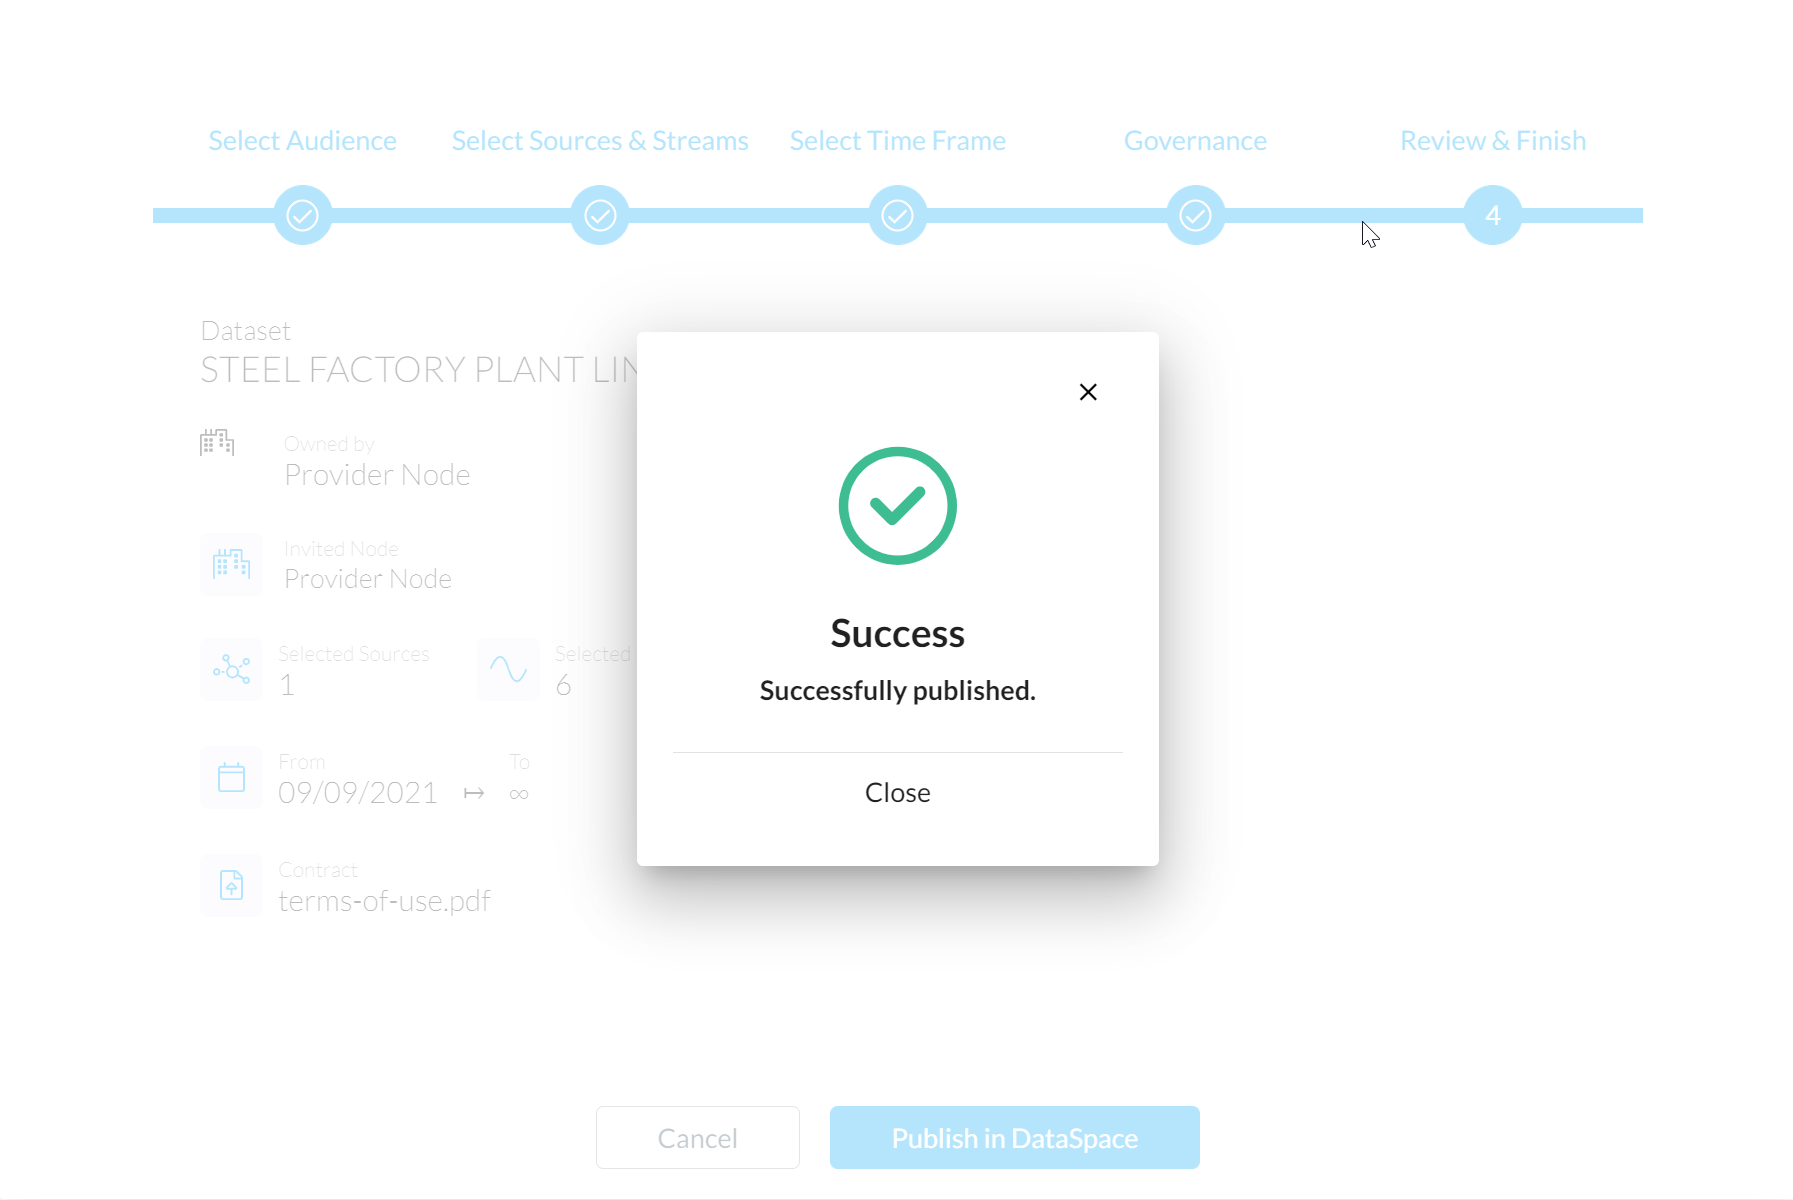 Select Audience
Select Sources & Streams
Select Time Frame
Governance
Review & Finish
4
Dataset
STEEL FACTORY PLANT
Owned by
Provider Node
Invited Node
Provider Node
Selected Sources
1
Selected
6
From
09/09/2021 ↦
To
∞
Contract
terms-of-use.pdf
Success
Successfully published.
Close
Cancel
Publish in DataSpace